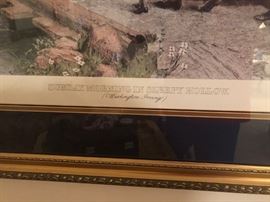 SUNDAY MORNING IN SLEEPY HOLLOW
(Washington Irving)